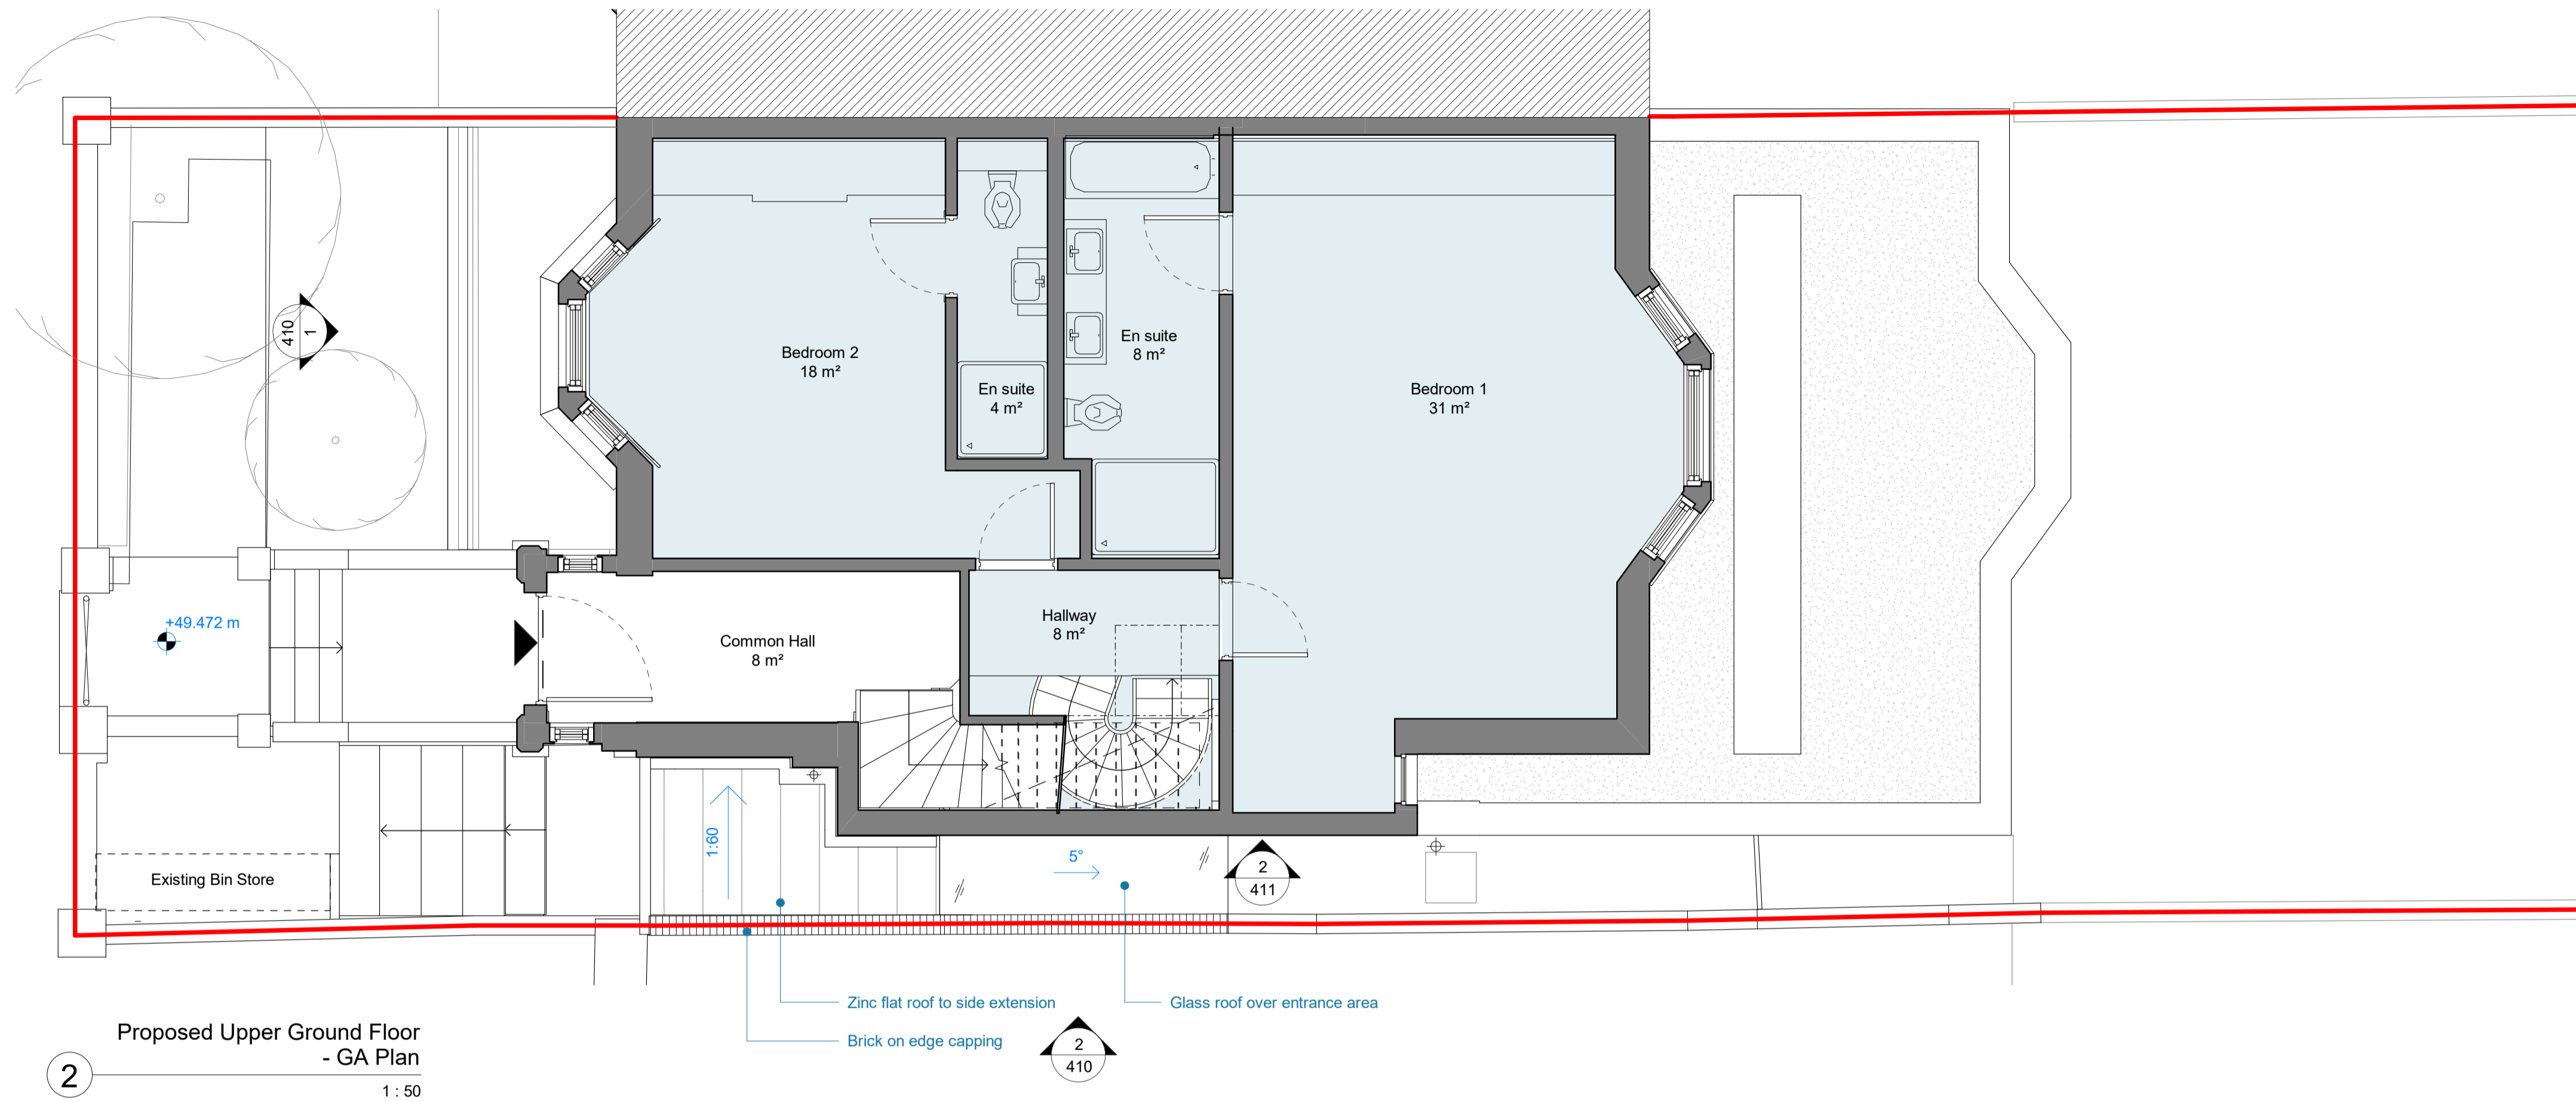 410
1
Bedroom 2
18 m²
En suite
4 m²
En suite
8 m²
Bedroom 1
31 m²
+49.472 m
Common Hall
8 m²
Hallway
8 m²
1:60
5°
Existing Bin Store
2
411
Zinc flat roof to side extension
Glass roof over entrance area
Brick on edge capping
2
410
Proposed Upper Ground Floor
- GA Plan
2
1 : 50